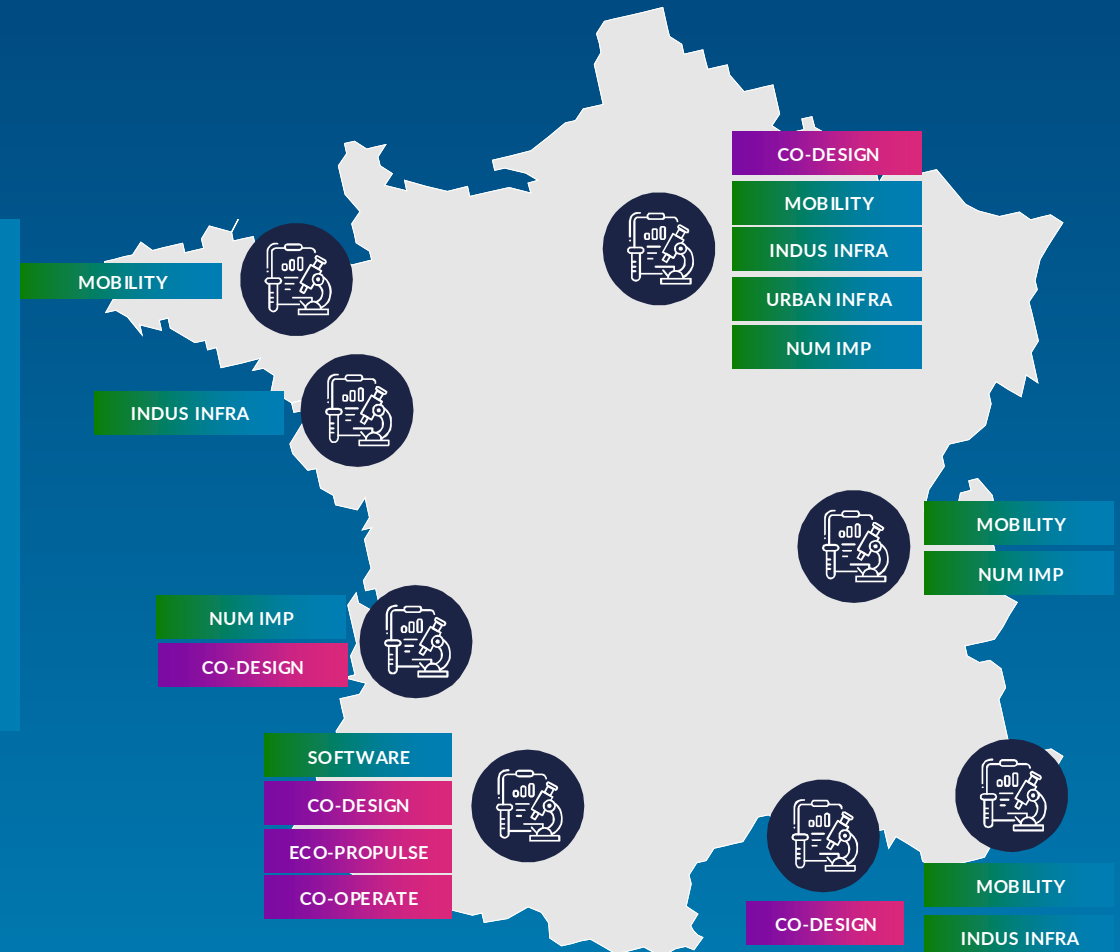 CO-DESIGN
MOBILITY
INDUS INFRA
URBAN INFRA
NUM IMP
MOBILITY
INDUS INFRA
MOBILITY
NUM IMP
NUM IMP
CO-DESIGN
SOFTWARE
CO-DESIGN
ECO-PROPULSE
CO-OPERATE
CO-DESIGN
MOBILITY
INDUS INFRA